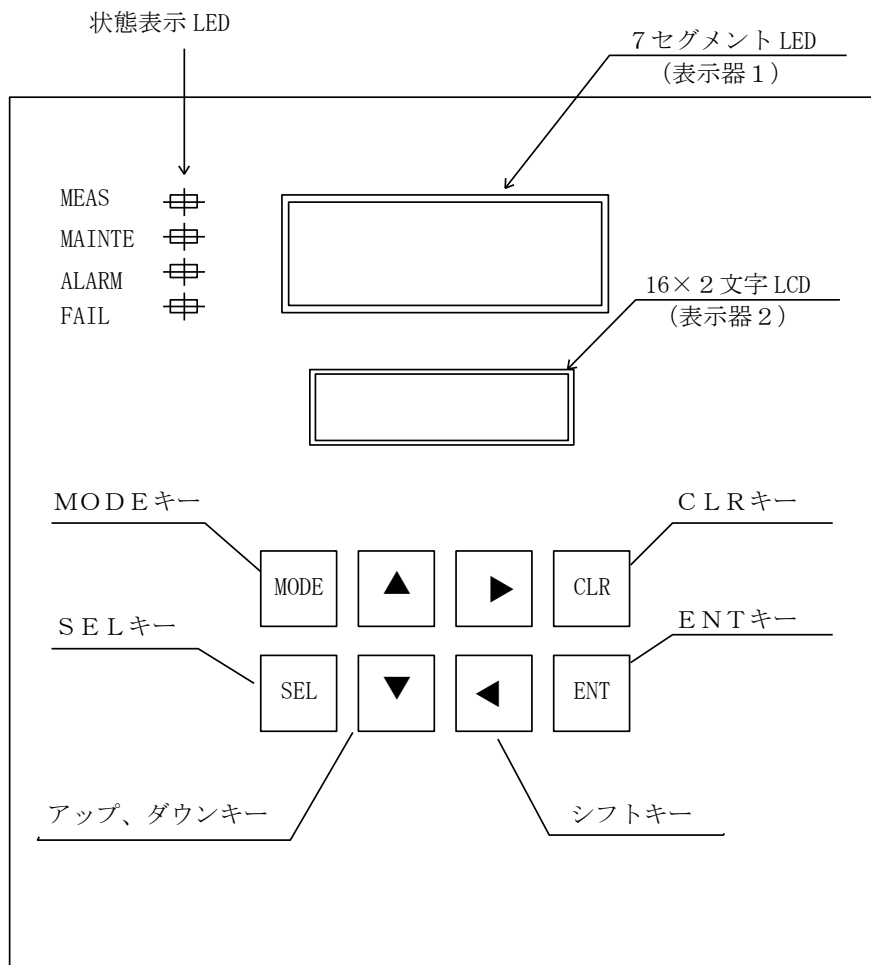 状態表示 LED
７セグメント LED
（表示器１）
MEAS
MAINTE
ALARM
FAIL
16×２文字 LCD
（表示器２）
ＭＯＤＥキー
ＣＬＲキー
MODE
▲
▶
CLR
ＳＥＬキー
ＥＮＴキー
SEL
▼
◀
ENT
アップ、ダウンキー
シフトキー